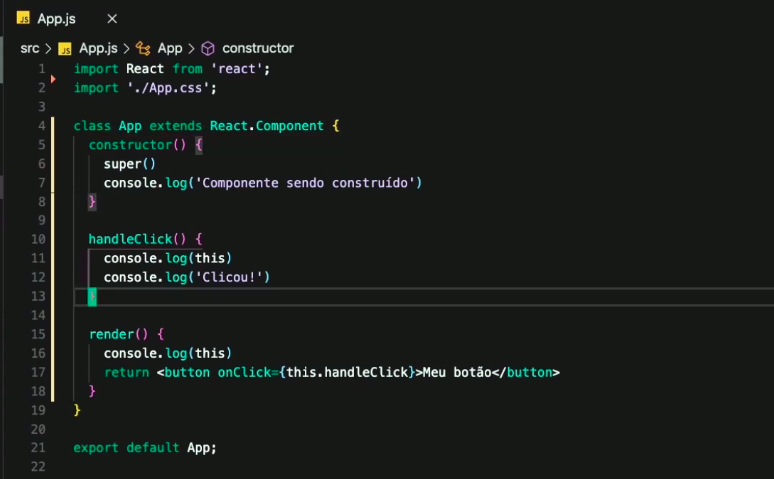 JS App.js ×
src > JS App.js > App > constructor
1 import React from 'react';
2 import './App.css';
3
4 class App extends React.Component {
5 constructor() {
6 super()
7 console.log('Componente sendo construído')
8 }
9
10 handleClick() {
11 console.log(this)
12 console.log('Clicou!')
13 }
14
15 render() {
16 console.log(this)
17 return <button onClick={this.handleClick}>Meu botão</button>
18 }
19 }
20
21 export default App;
22